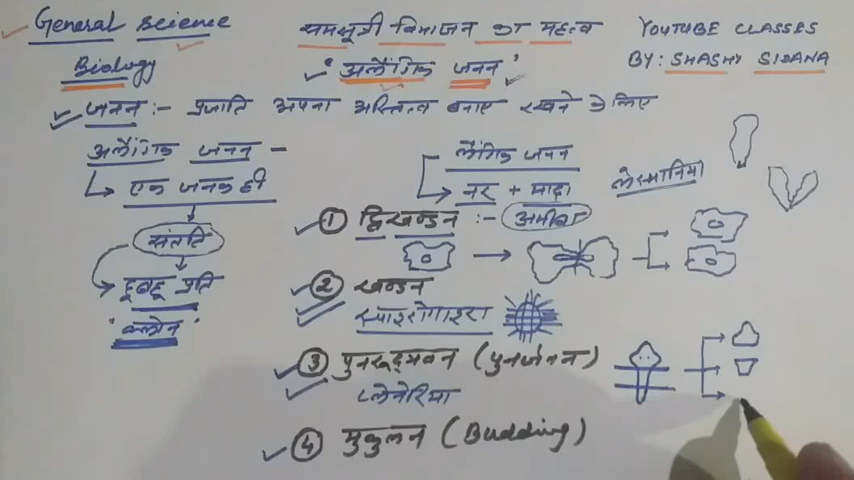 General Science
समसूत्री विभाजन का महत्व
YOUTUBE CLASSES
BY: SHASHI SIDANA
Biology
"अलैंगिक जनन"
जनन :- प्रजाति अपना अस्तित्व बनाए रखने के लिए
अलैंगिक जनन -
एक जनक ही
संतति
हूबहू प्रति
"क्लोन"
लैंगिक जनन
नर + मादा
लेस्मानिया
① द्विखण्डन :- अमीबा
② खण्डन
स्पाइरोगाइरा
③ पुनरूद्भवन (पुनर्जनन)
प्लेनेरिया
④ मुकुलन (Budding)